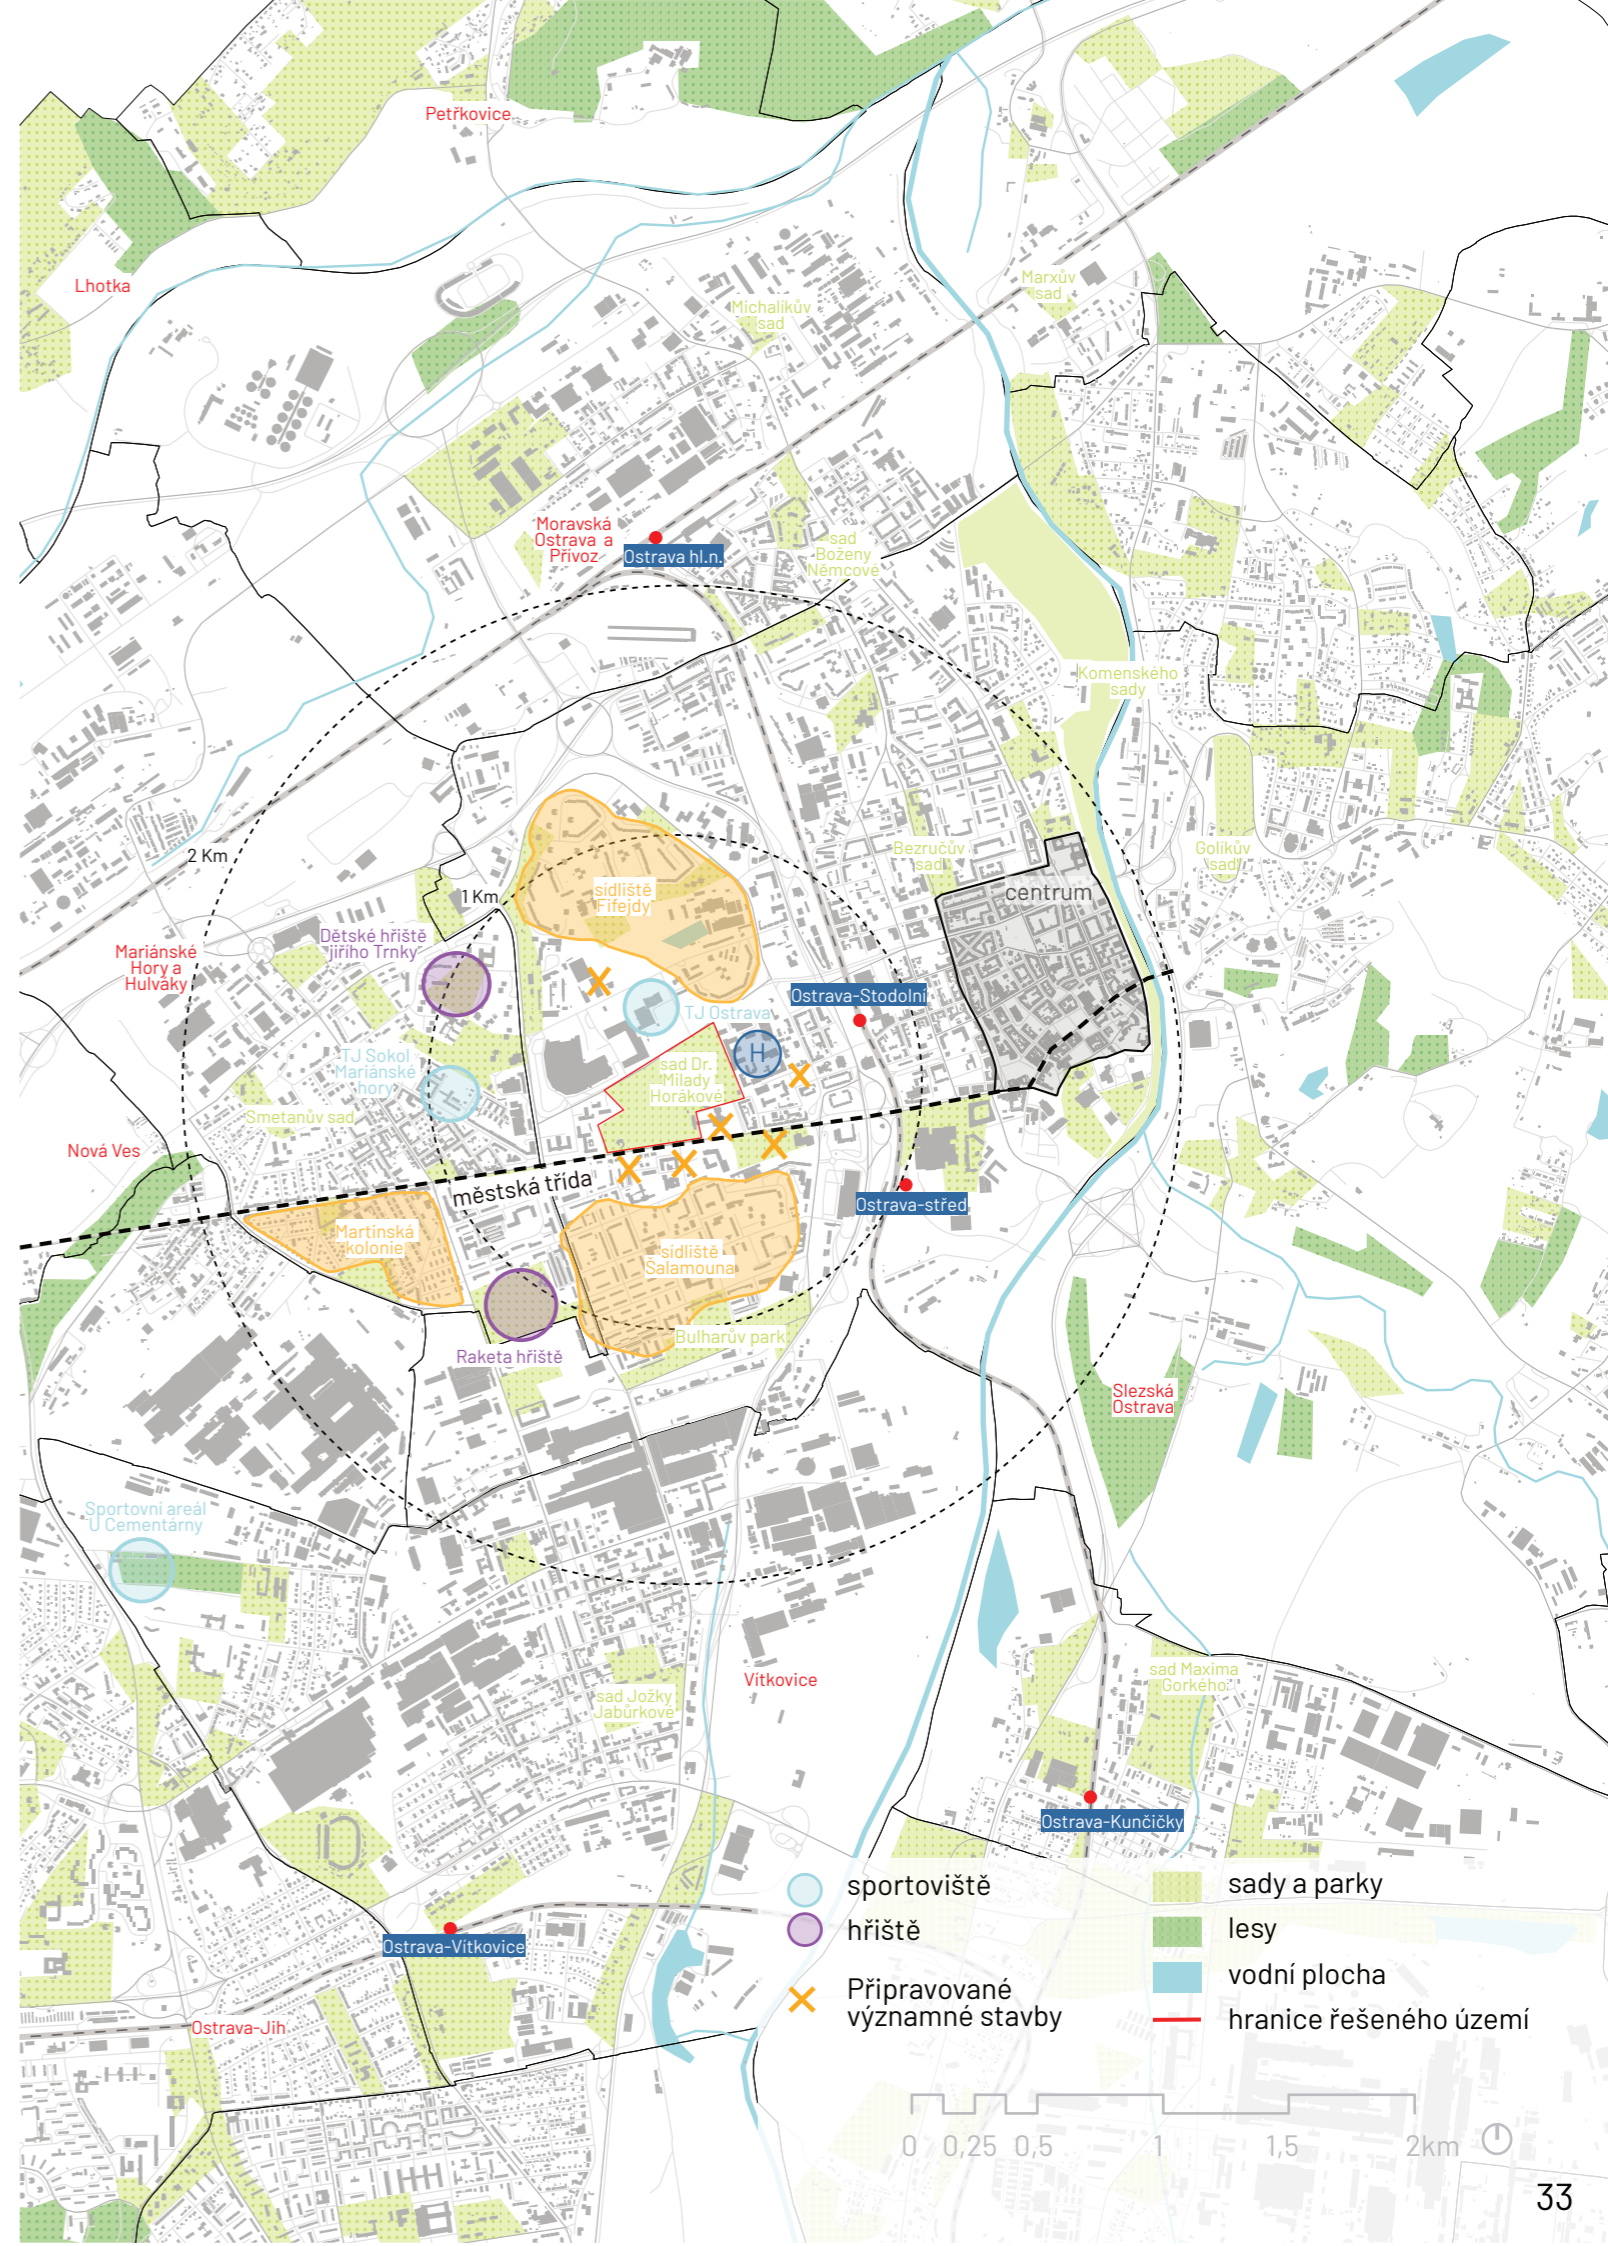 Petřkovice
Lhotka
Marxův
sad
Michalíkův
sad
Moravská
Ostrava a
Přívoz
Ostrava hl.n.
sad
Boženy
Němcové
Komenského
sady
2 Km
1 Km
sídliště
Fifejdy
Bezručův
sad
centrum
Golikův
sad
Mariánské
Hory a
Hulváky
Dětské hřiště
jiřího Trnky
Ostrava-Stodolní
TJ Ostrava
H
TJ Sokol
Mariánské
hory
sad Dr.
Milady
Horákové
Smetanův sad
Nová Ves
městská třída
Ostrava-střed
Martinská
kolonie
sídliště
Šalamouna
Bulharův park
Raketa hřiště
Slezská
Ostrava
Sportovní areál
U Cementárny
Vítkovice
sad Jožky
Jabůrkové
sad Maxima
Gorkého
Ostrava-Kunčičky
Ostrava-Vítkovice
Ostrava-Jih
sportoviště
hřiště
Připravované
významné stavby
sady a parky
lesy
vodní plocha
hranice řešeného území
0 0,25 0,5 1 1,5 2km
33